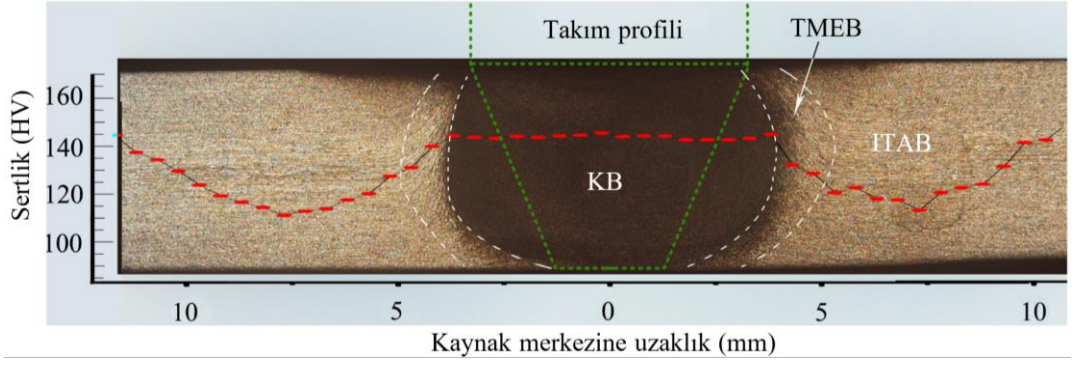 Takım profili
TMEB
Sertlik (HV)
160
140
120
100
ITAB
KB
10
5
0
5
10
Kaynak merkezine uzaklık (mm)